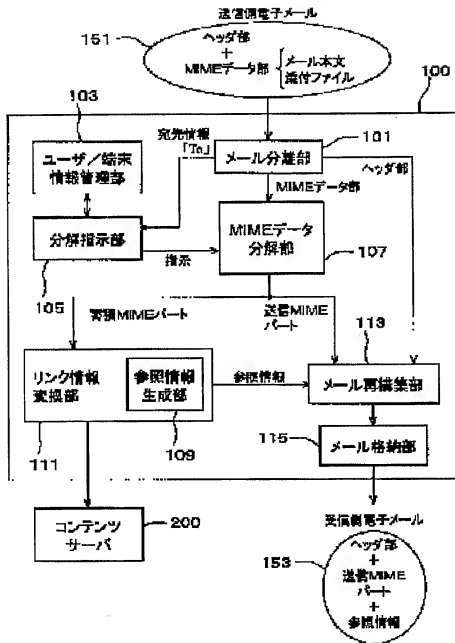 送信側電子メール
151
ヘッダ部
+
MIMEデータ部
メール本文
添付ファイル
100
103
宛先情報
「To」
101
ユーザ/端末
情報管理部
メール分離部
ヘッダ部
MIMEデータ部
分解指示部
MIMEデータ
分解部
105
指示
107
蓄積MIMEパート
送信MIME
パート
113
リンク情報
変換部
参照情報
生成部
参照情報
メール再構築部
109
111
115
メール格納部
200
コンテンツ
サーバ
受信側電子メール
153
ヘッダ部
+
送信MIME
パート
+
参照情報